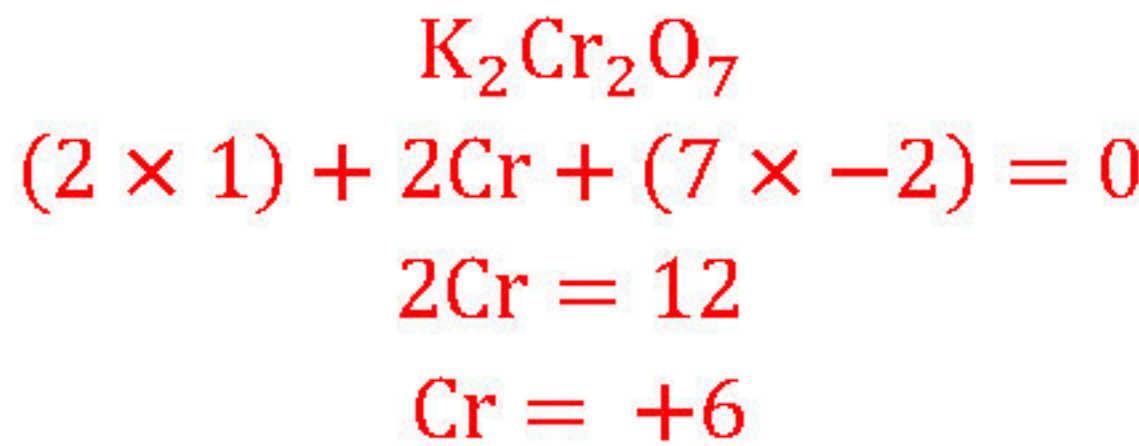 K₂Cr₂O₇
(2 × 1) + 2Cr + (7 × −2) = 0
2Cr = 12
Cr = +6